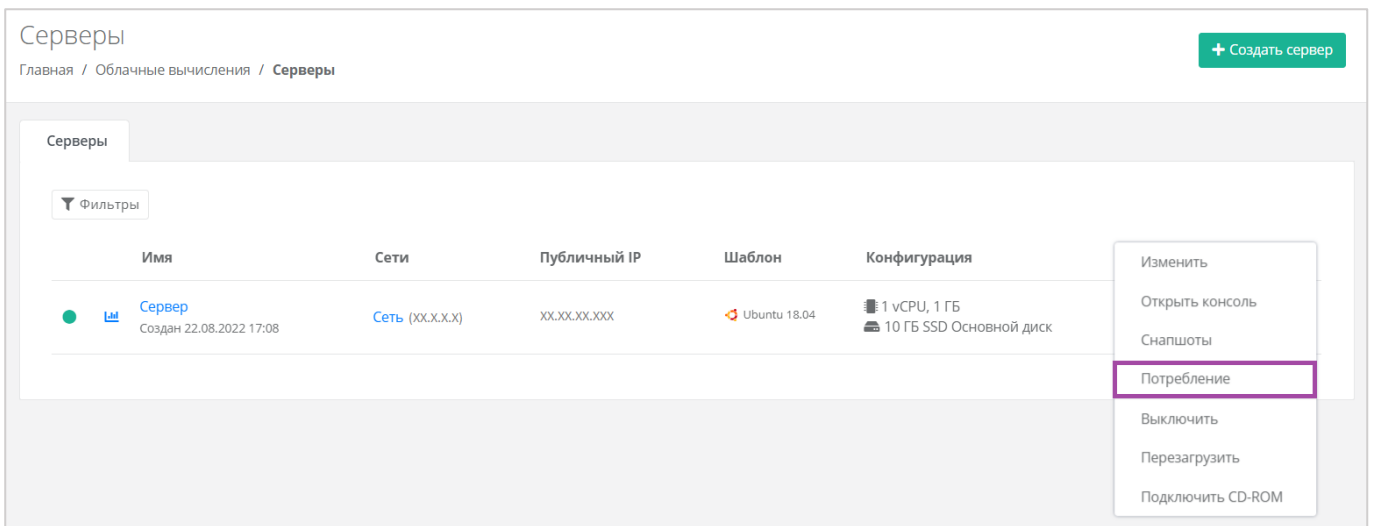 Серверы
+ Создать сервер
Главная / Облачные вычисления / Серверы
Серверы
Фильтры
Имя Сети Публичный IP Шаблон Конфигурация
Сервер
Создан 22.08.2022 17:08
Сеть (XX.X.X.X)
XX.XX.XX.XXX
Ubuntu 18.04
1 vCPU, 1 ГБ
10 ГБ SSD Основной диск
Изменить
Открыть консоль
Снапшоты
Потребление
Выключить
Перезагрузить
Подключить CD-ROM